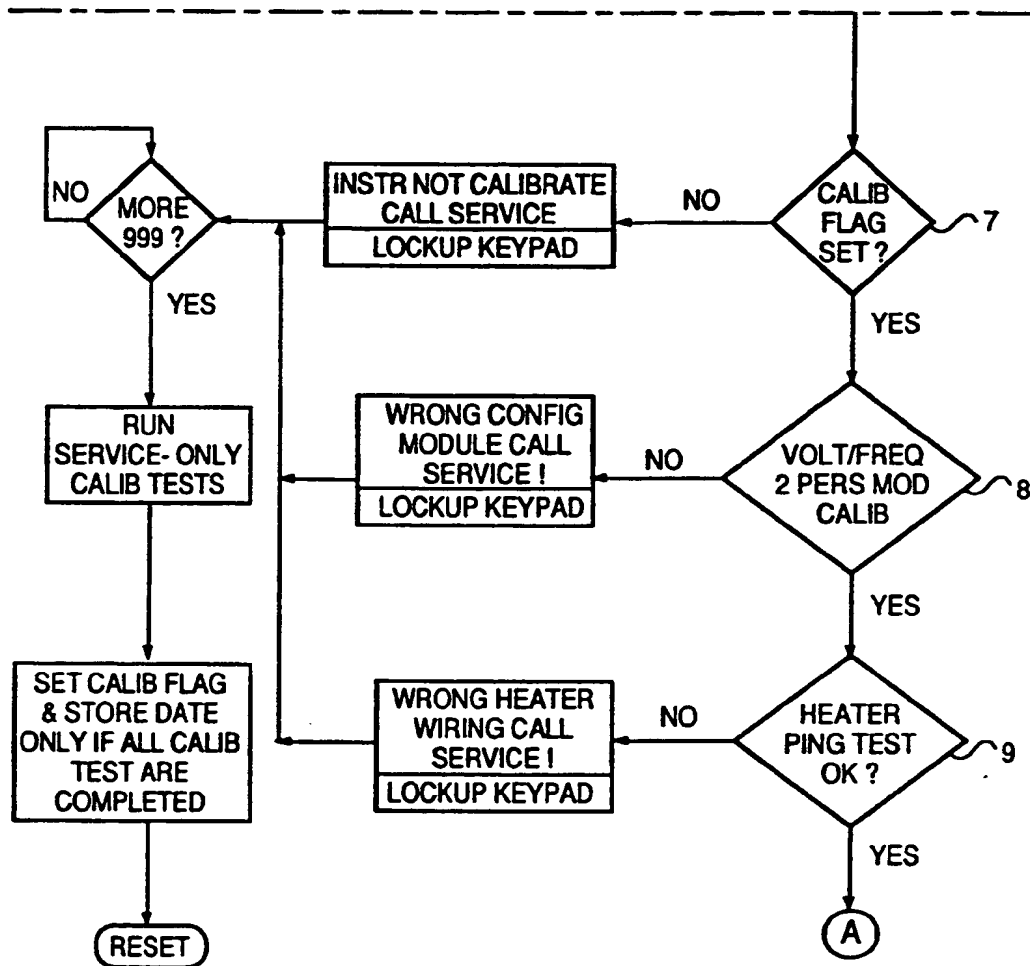 NO
MORE
999 ?
YES
INSTR NOT CALIBRATE
CALL SERVICE
LOCKUP KEYPAD
NO
CALIB
FLAG
SET ?
7
YES
RUN
SERVICE- ONLY
CALIB TESTS
WRONG CONFIG
MODULE CALL
SERVICE !
LOCKUP KEYPAD
NO
VOLT/FREQ
2 PERS MOD
CALIB
8
YES
SET CALIB FLAG
& STORE DATE
ONLY IF ALL CALIB
TEST ARE
COMPLETED
WRONG HEATER
WIRING CALL
SERVICE !
LOCKUP KEYPAD
NO
HEATER
PING TEST
OK ?
9
YES
RESET
A